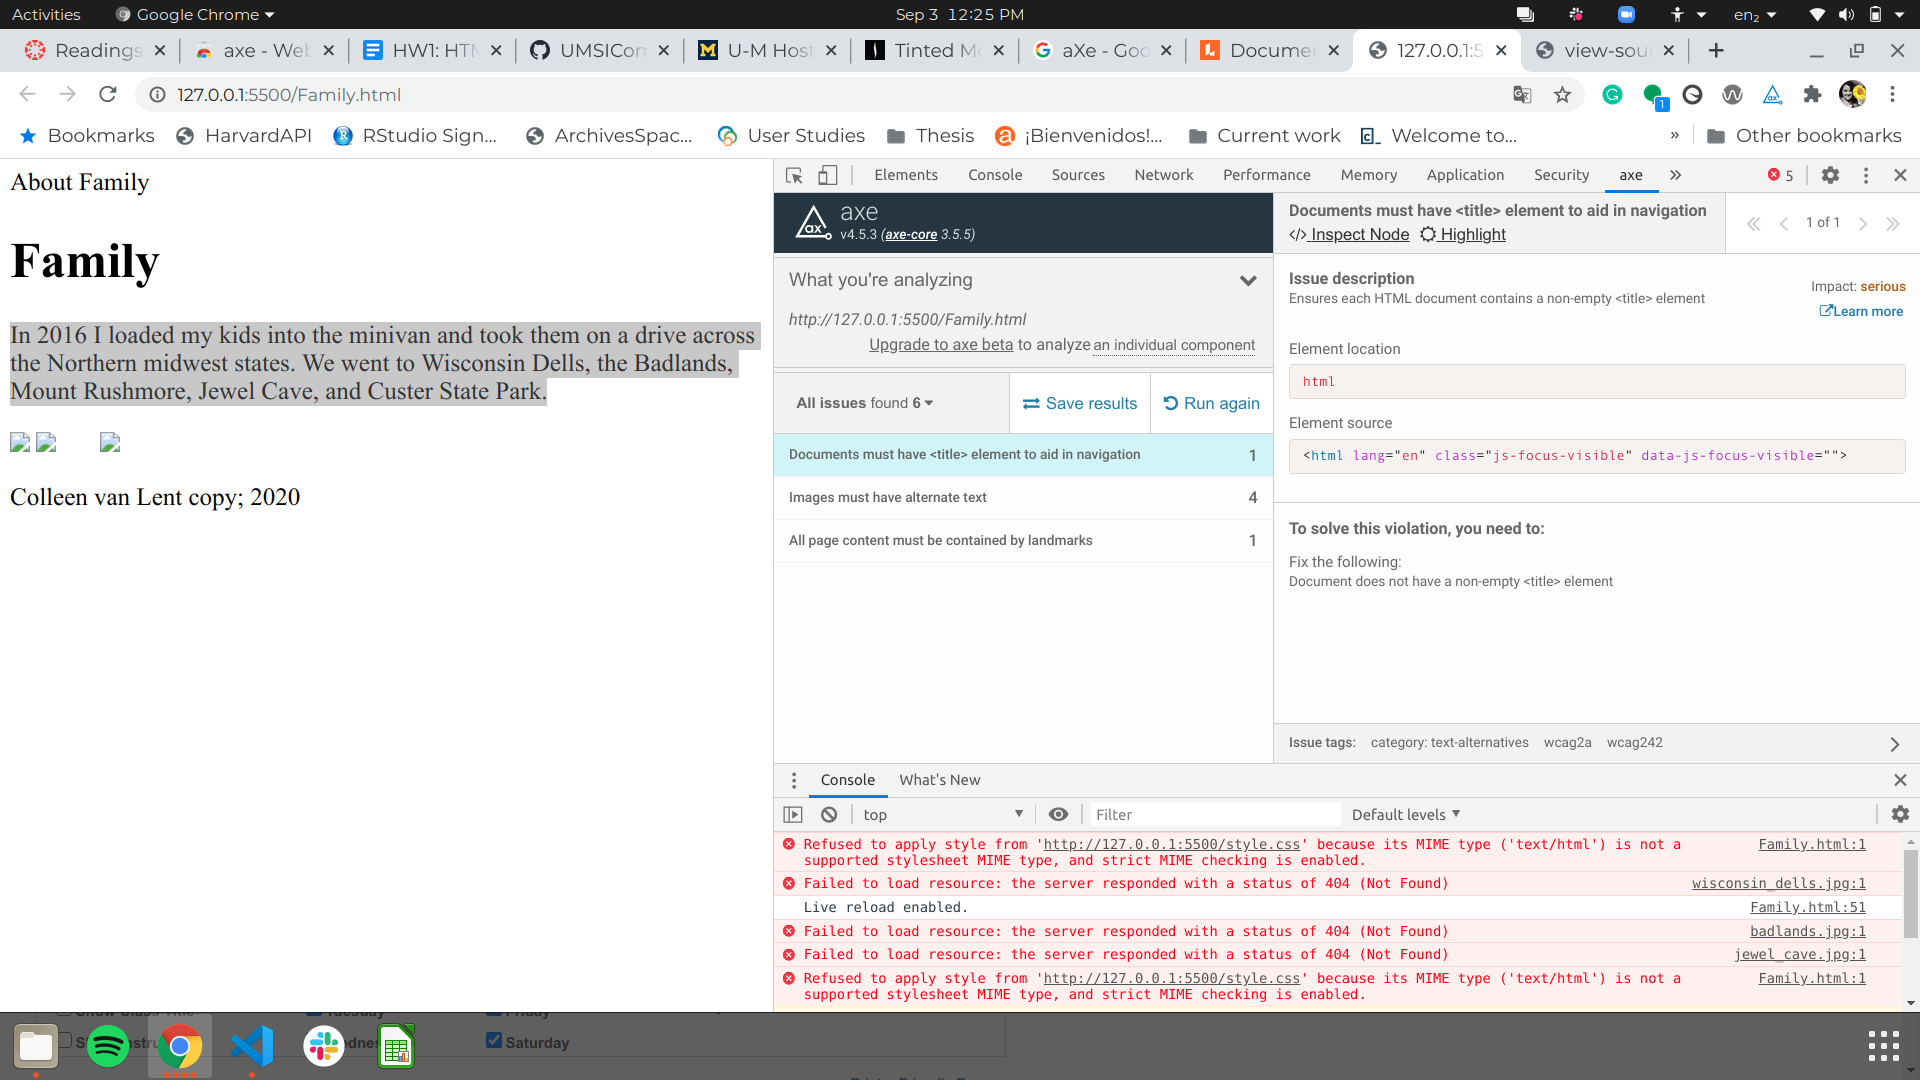 Activities
Google Chrome
Sep 3 12:25 PM
en₂
Readings
axe - Web
HW1: HTM
UMSICon
U-M Host
Tinted Mo
aXe - Goo
Documen
127.0.0.1:5
view-sou
127.0.0.1:5500/Family.html
1
Bookmarks
HarvardAPI
RStudio Sign...
ArchivesSpac...
User Studies
Thesis
¡Bienvenidos!...
Current work
Welcome to...
»
Other bookmarks
About Family
Family
In 2016 I loaded my kids into the minivan and took them on a drive across
the Northern midwest states. We went to Wisconsin Dells, the Badlands,
Mount Rushmore, Jewel Cave, and Custer State Park.
Colleen van Lent copy; 2020
Elements
Console
Sources
Network
Performance
Memory
Application
Security
axe
»
5
axe
v4.5.3 (axe-core 3.5.5)
What you're analyzing
http://127.0.0.1:5500/Family.html
Upgrade to axe beta to analyze an individual component
All issues found 6
Save results
Run again
Documents must have <title> element to aid in navigation 1
Images must have alternate text 4
All page content must be contained by landmarks 1
Documents must have <title> element to aid in navigation
</> Inspect Node Highlight
1 of 1
Issue description
Ensures each HTML document contains a non-empty <title> element
Impact: serious
Learn more
Element location
html
Element source
<html lang="en" class="js-focus-visible" data-js-focus-visible="">
To solve this violation, you need to:
Fix the following:
Document does not have a non-empty <title> element
Issue tags: category: text-alternatives wcag2a wcag242
Console
What's New
top
Filter
Default levels
Refused to apply style from 'http://127.0.0.1:5500/style.css' because its MIME type ('text/html') is not a Family.html:1
supported stylesheet MIME type, and strict MIME checking is enabled.
Failed to load resource: the server responded with a status of 404 (Not Found) wisconsin_dells.jpg:1
Live reload enabled. Family.html:51
Failed to load resource: the server responded with a status of 404 (Not Found) badlands.jpg:1
Failed to load resource: the server responded with a status of 404 (Not Found) jewel_cave.jpg:1
Refused to apply style from 'http://127.0.0.1:5500/style.css' because its MIME type ('text/html') is not a Family.html:1
supported stylesheet MIME type, and strict MIME checking is enabled.
Saturday